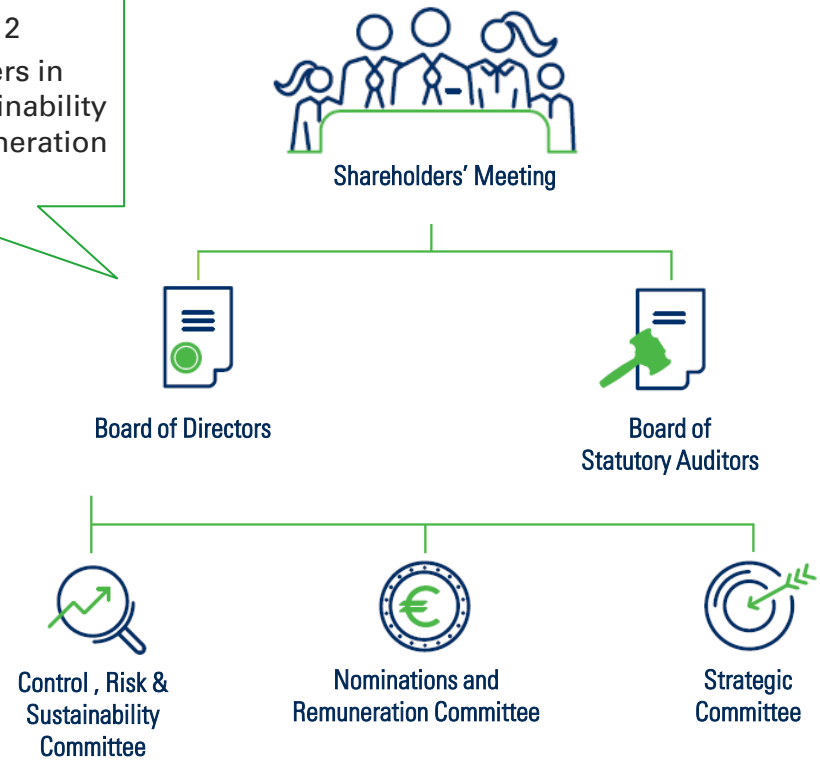 2
ers in
inability
neration
Shareholders’ Meeting
Board of Directors
Board of
Statutory Auditors
Control , Risk &
Sustainability
Committee
Nominations and
Remuneration Committee
Strategic
Committee